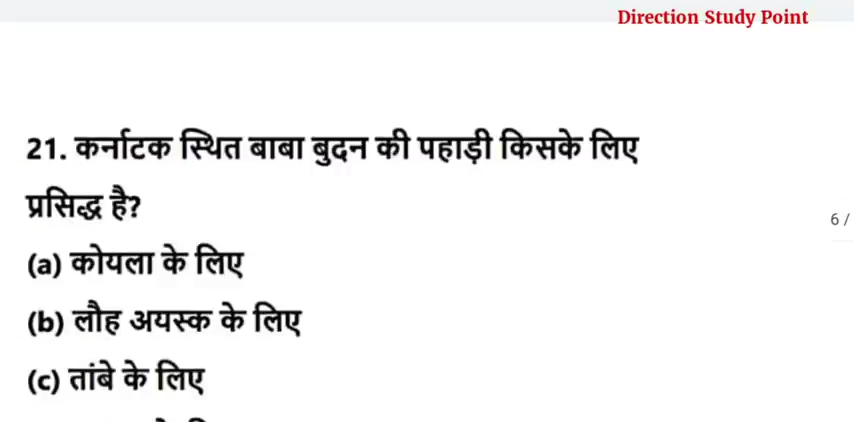 Direction Study Point
21. कर्नाटक स्थित बाबा बुदन की पहाड़ी किसके लिए
प्रसिद्ध है?
6 /
(a) कोयला के लिए
(b) लौह अयस्क के लिए
(c) तांबे के लिए